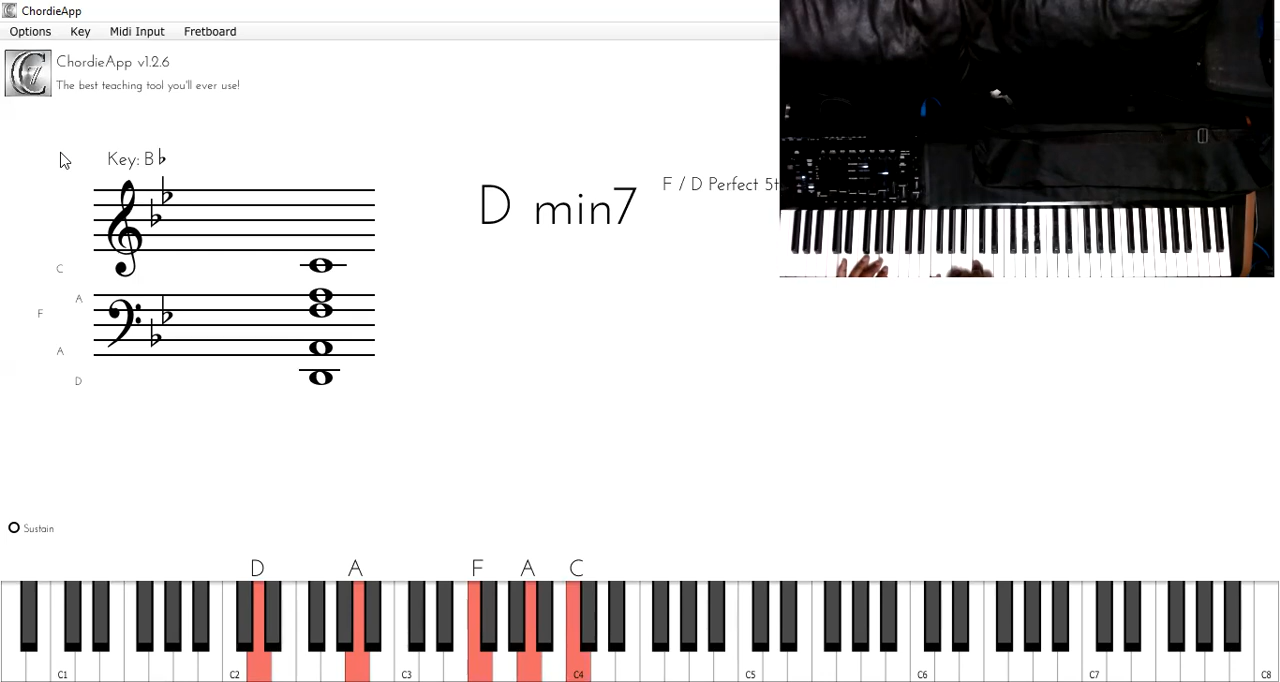 ChordieApp
Options Key Midi Input Fretboard
ChordieApp v1.2.6
The best teaching tool you'll ever use!
Key: B♭
D min7
F / D Perfect 5t
C
A
F
A
D
Sustain
D A F A C
C1 C2 C3 C4 C5 C6 C7 C8